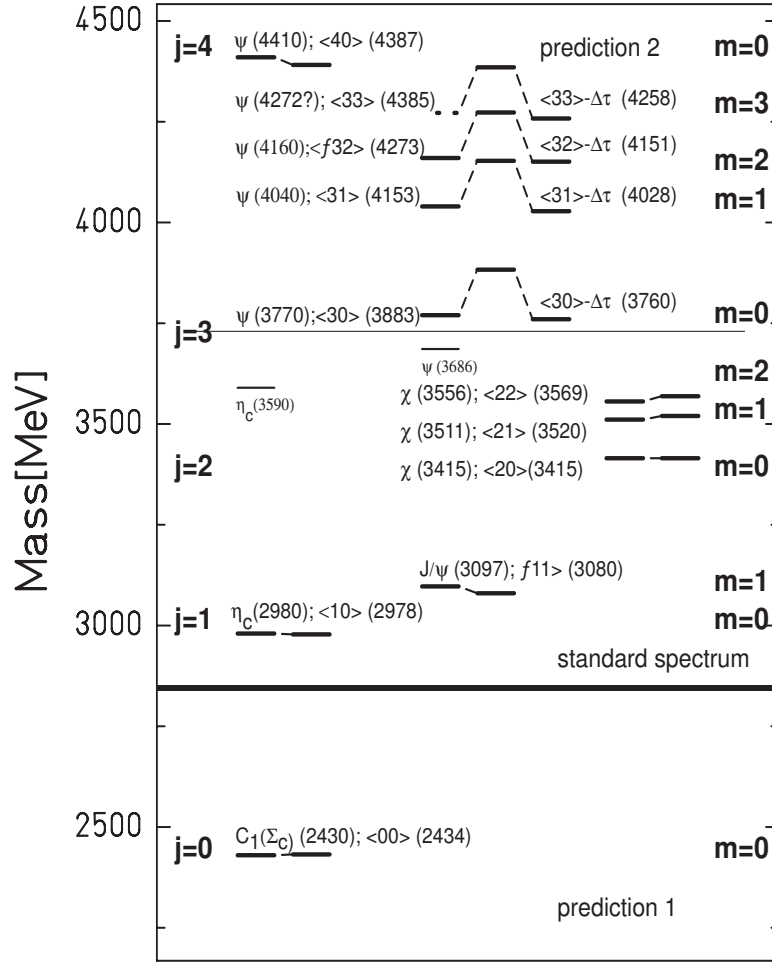 4500
j=4 ψ (4410); <40> (4387) prediction 2 m=0
ψ (4272?); <33> (4385) <33>-Δτ (4258) m=3
ψ (4160);<f32> (4273) <32>-Δτ (4151) m=2
ψ (4040); <31> (4153) <31>-Δτ (4028) m=1
4000
ψ (3770);<30> (3883) <30>-Δτ (3760) m=0
j=3
ψ (3686) m=2
χ (3556); <22> (3569)
ηc(3590) m=1
3500
χ (3511); <21> (3520)
j=2 χ (3415); <20>(3415) m=0
Mass[MeV]
J/ψ (3097); f11> (3080) m=1
j=1 ηc(2980); <10> (2978) m=0
3000
standard spectrum
2500
j=0 C1(Σc) (2430); <00> (2434) m=0
prediction 1